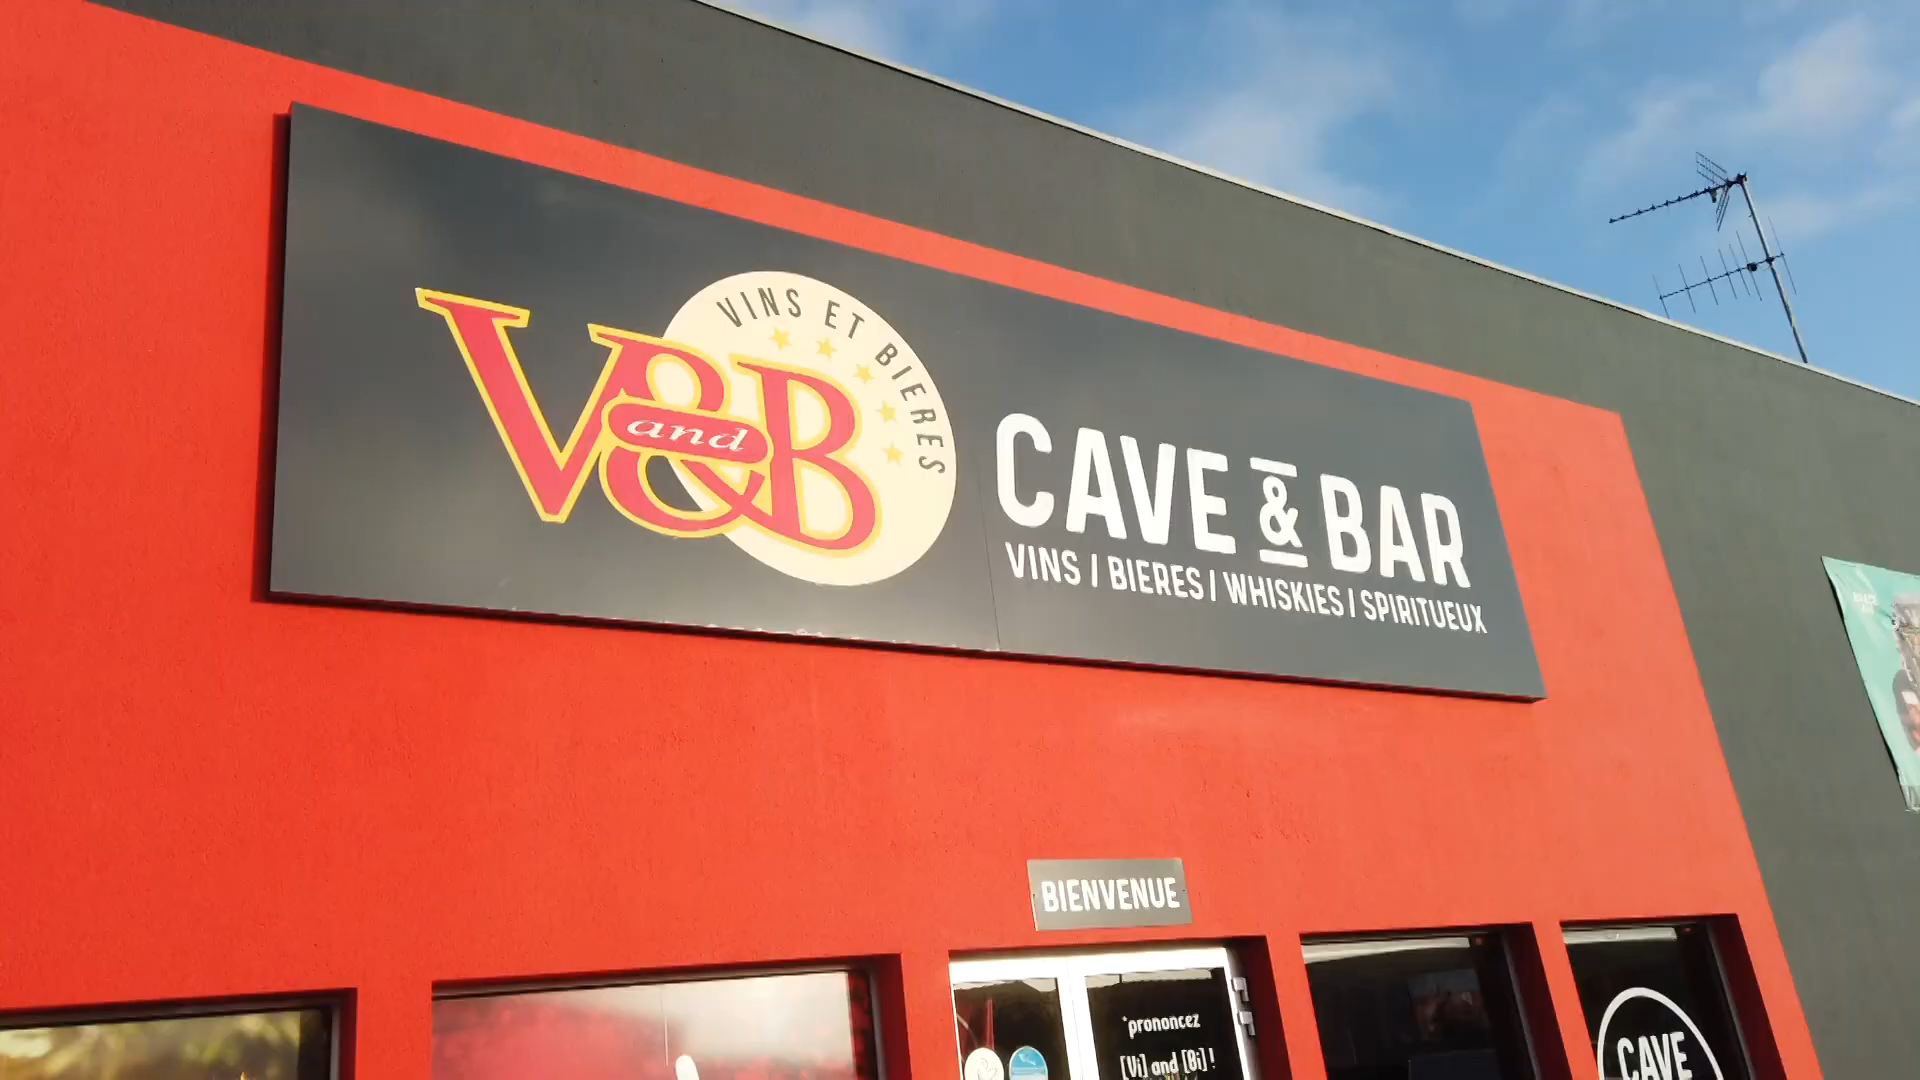 V&B
and
VINS ET BIERES
CAVE & BAR
VINS / BIERES / WHISKIES / SPIRITUEUX
BIENVENUE
*prononcez
[Vi] and [Bi] !
CAVE